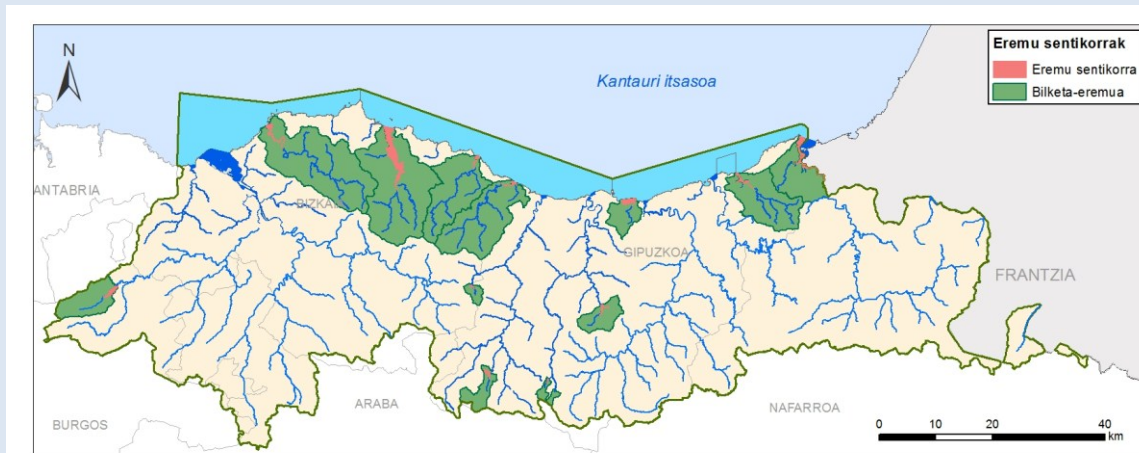 N
Kantauri itsasoa
Eremu sentikorrak
Eremu sentikorra
Bilketa-eremua
ANTABRIA
BIZKAI
GIPUZKOA
FRANTZIA
ARABA
NAFARROA
BURGOS
0 10 20 40
km